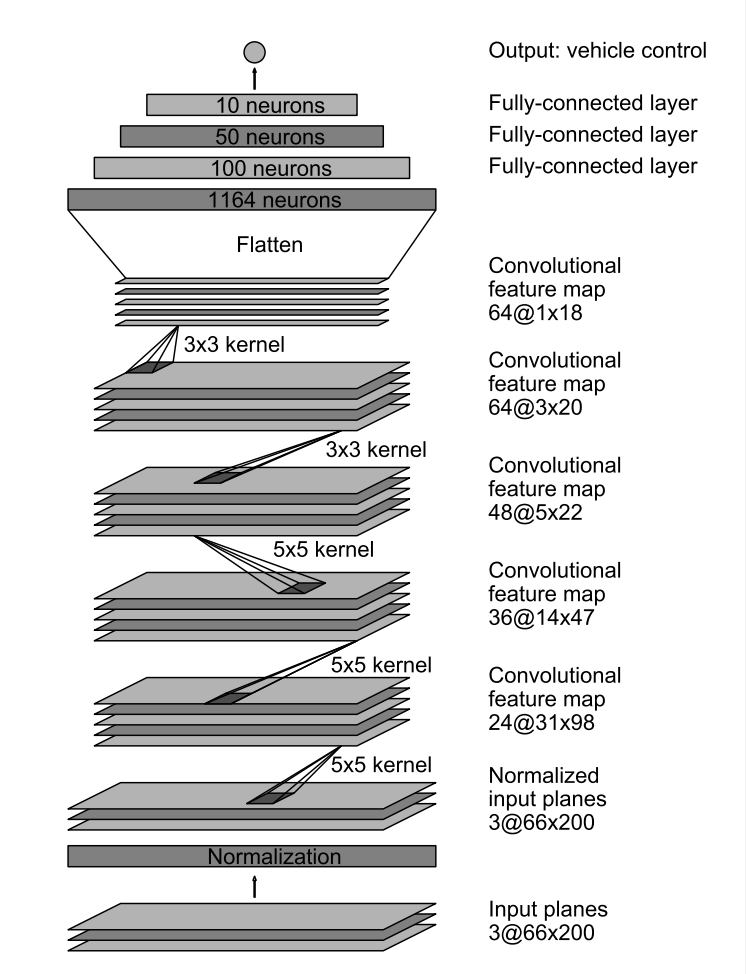 Output: vehicle control
10 neurons
Fully-connected layer
50 neurons
Fully-connected layer
100 neurons
Fully-connected layer
1164 neurons
Flatten
Convolutional
feature map
64@1x18
3x3 kernel
Convolutional
feature map
64@3x20
3x3 kernel
Convolutional
feature map
48@5x22
5x5 kernel
Convolutional
feature map
36@14x47
5x5 kernel
Convolutional
feature map
24@31x98
5x5 kernel
Normalized
input planes
3@66x200
Normalization
Input planes
3@66x200